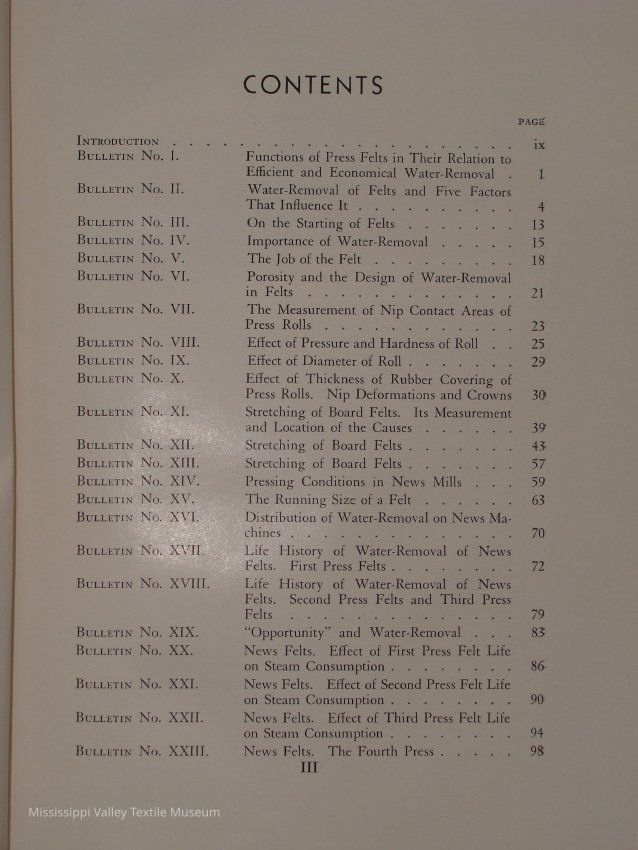 CONTENTS
PAGE
INTRODUCTION . . . . . . . . . . . . . . . . . . . . ix
BULLETIN No. I. Functions of Press Felts in Their Relation to
Efficient and Economical Water-Removal . 1
BULLETIN No. II. Water-Removal of Felts and Five Factors
That Influence It . . . . . . . . . . 4
BULLETIN No. III. On the Starting of Felts . . . . . . . 13
BULLETIN No. IV. Importance of Water-Removal . . . . . 15
BULLETIN No. V. The Job of the Felt . . . . . . . . . 18
BULLETIN No. VI. Porosity and the Design of Water-Removal
in Felts . . . . . . . . . . . . . 21
BULLETIN No. VII. The Measurement of Nip Contact Areas of
Press Rolls . . . . . . . . . . . . 23
BULLETIN No. VIII. Effect of Pressure and Hardness of Roll . . 25
BULLETIN No. IX. Effect of Diameter of Roll . . . . . . . 29
BULLETIN No. X. Effect of Thickness of Rubber Covering of
Press Rolls. Nip Deformations and Crowns 30
BULLETIN No. XI. Stretching of Board Felts. Its Measurement
and Location of the Causes . . . . . . 39
BULLETIN No. XII. Stretching of Board Felts . . . . . . . 43
BULLETIN No. XIII. Stretching of Board Felts . . . . . . . 57
BULLETIN No. XIV. Pressing Conditions in News Mills . . . 59
BULLETIN No. XV. The Running Size of a Felt . . . . . . 63
BULLETIN No. XVI. Distribution of Water-Removal on News Ma-
chines . . . . . . . . . . . . . . 70
BULLETIN No. XVII. Life History of Water-Removal of News
Felts. First Press Felts . . . . . . . . 72
BULLETIN No. XVIII. Life History of Water-Removal of News
Felts. Second Press Felts and Third Press
Felts . . . . . . . . . . . . . . 79
BULLETIN No. XIX. “Opportunity” and Water-Removal . . . 83
BULLETIN No. XX. News Felts. Effect of First Press Felt Life
on Steam Consumption . . . . . . . . 86
BULLETIN No. XXI. News Felts. Effect of Second Press Felt Life
on Steam Consumption . . . . . . . . 90
BULLETIN No. XXII. News Felts. Effect of Third Press Felt Life
on Steam Consumption . . . . . . . . 94
BULLETIN No. XXIII. News Felts. The Fourth Press . . . . . 98
III
Mississippi Valley Textile Museum